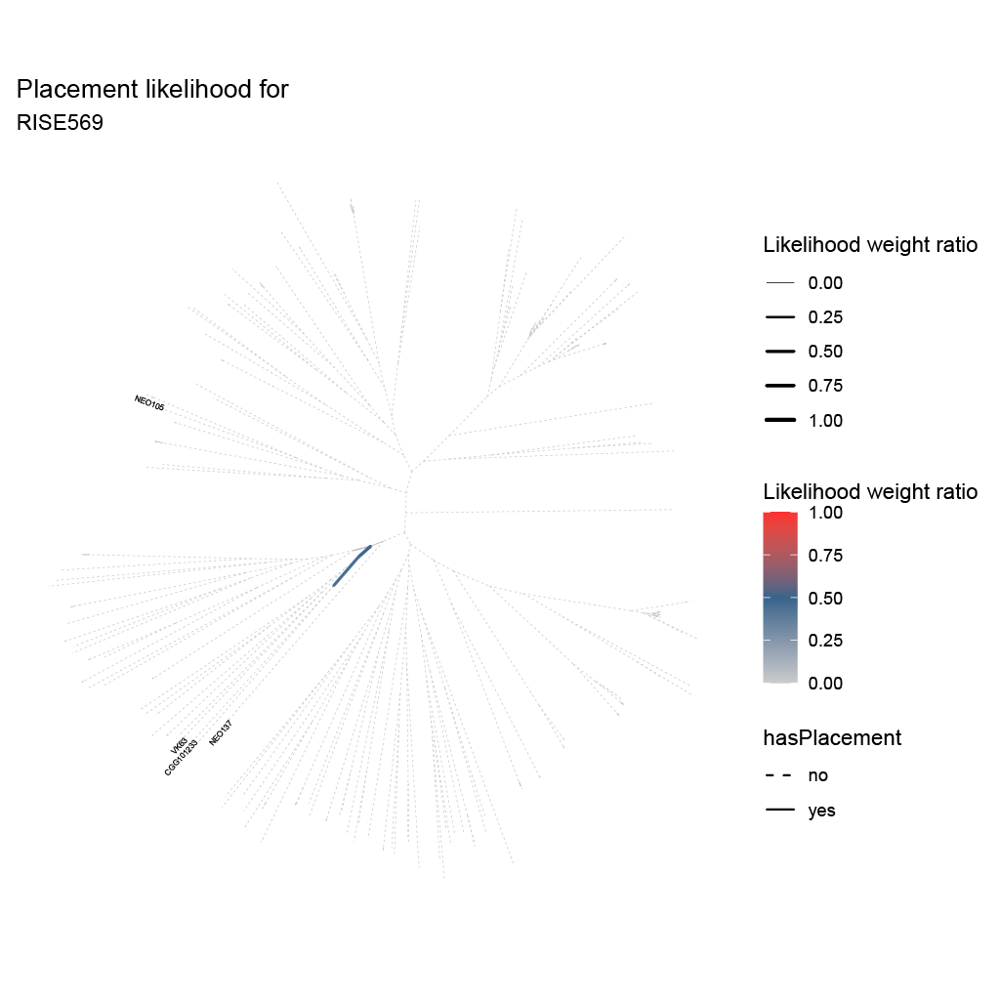 Placement likelihood for
RISE569
Likelihood weight ratio
0.00
0.25
0.50
0.75
1.00
NEO105
Likelihood weight ratio
1.00
0.75
0.50
0.25
0.00
VK63
CGG101233
NEO137
hasPlacement
no
yes